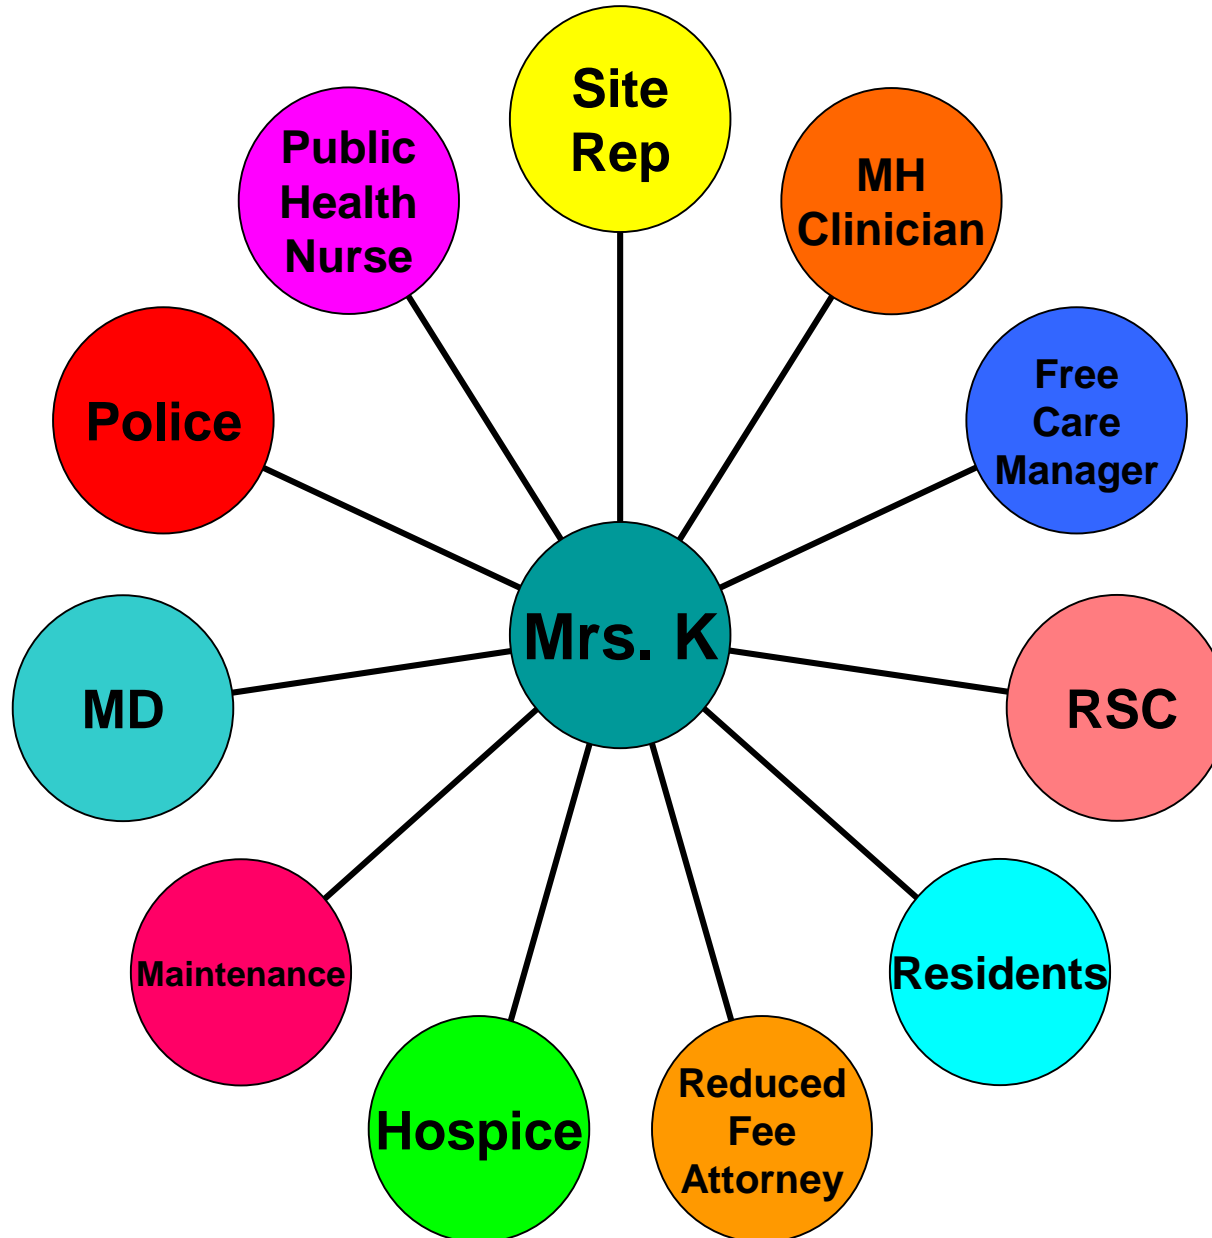 Site
Rep
MH
Clinician
Free
Care
Manager
RSC
Residents
Reduced
Fee
Attorney
Hospice
Maintenance
MD
Police
Public
Health
Nurse
Mrs. K